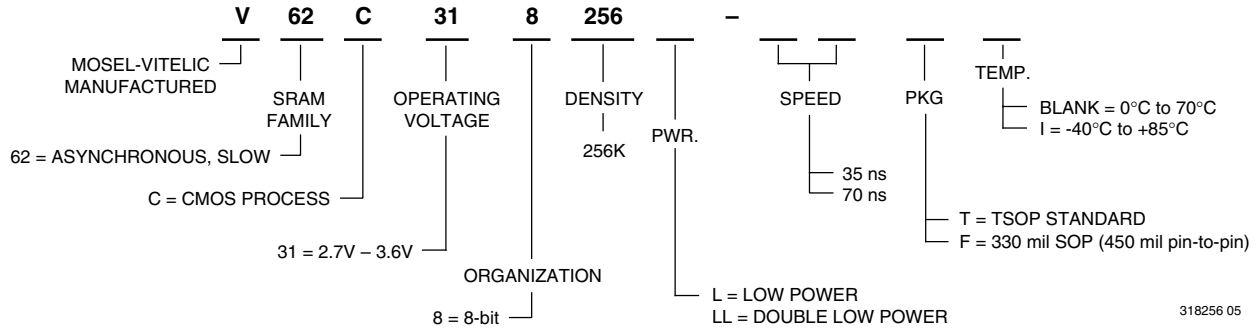 V 62 C 31 8 256 –
MOSEL-VITELIC
MANUFACTURED
SRAM
FAMILY
62 = ASYNCHRONOUS, SLOW
C = CMOS PROCESS
OPERATING
VOLTAGE
31 = 2.7V – 3.6V
ORGANIZATION
8 = 8-bit
DENSITY
256K
PWR.
L = LOW POWER
LL = DOUBLE LOW POWER
SPEED
35 ns
70 ns
PKG
T = TSOP STANDARD
F = 330 mil SOP (450 mil pin-to-pin)
TEMP.
BLANK = 0°C to 70°C
I = -40°C to +85°C
318256 05